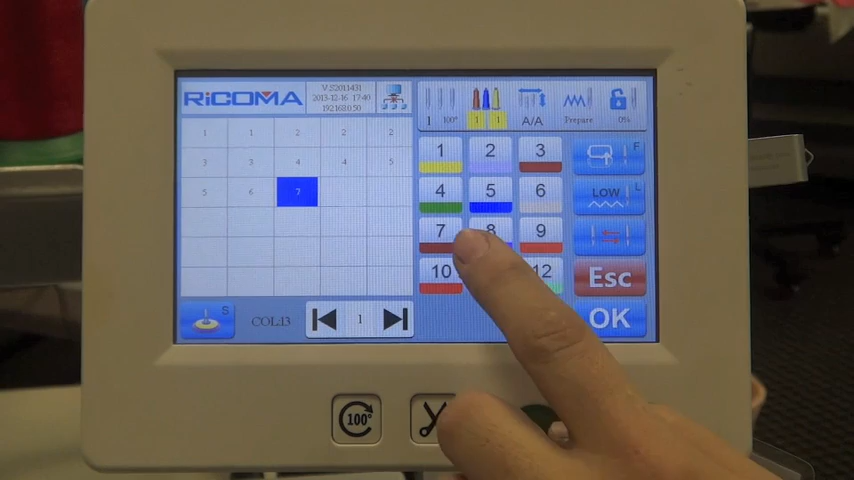 RiCOMA
2013-12-16 17:40
1 100°
1 1
A/A
Prepare
0%
1 1 2 2 2
3 3 4 4 5
5 6 7
1 2 3
4 5 6
7 8 9
10 12
F
LOW L
Esc
OK
S
COL:13
1
100°